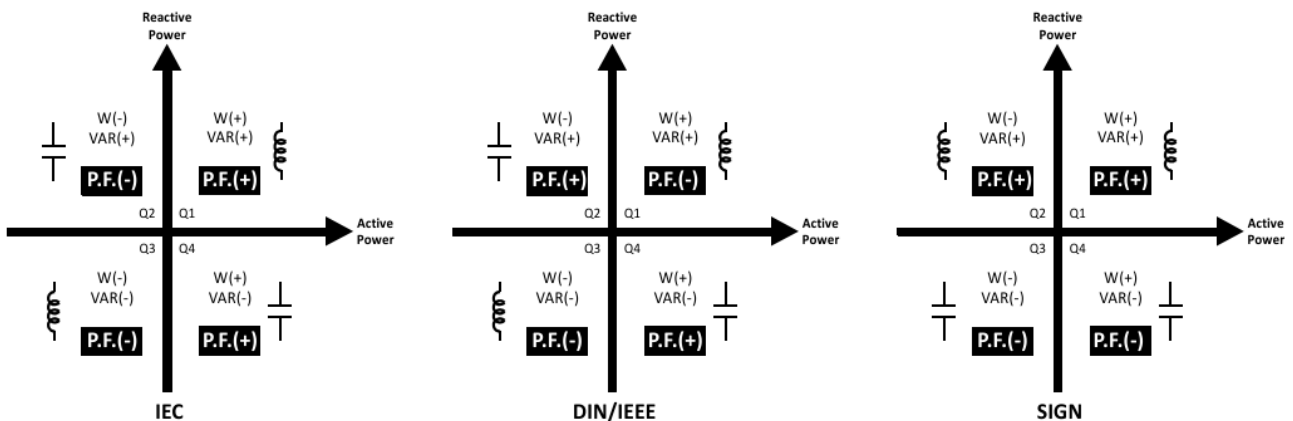 Reactive
Power
W(-)
VAR(+)
P.F.(-)
W(+)
VAR(+)
P.F.(+)
Q2
Q1
Active
Power
Q3
Q4
W(-)
VAR(-)
P.F.(-)
W(+)
VAR(-)
P.F.(+)
IEC
Reactive
Power
W(-)
VAR(+)
P.F.(+)
W(+)
VAR(+)
P.F.(-)
Q2
Q1
Active
Power
Q3
Q4
W(-)
VAR(-)
P.F.(-)
W(+)
VAR(-)
P.F.(+)
DIN/IEEE
Reactive
Power
W(-)
VAR(+)
P.F.(+)
W(+)
VAR(+)
P.F.(+)
Q2
Q1
Active
Power
Q3
Q4
W(-)
VAR(-)
P.F.(-)
W(+)
VAR(-)
P.F.(-)
SIGN